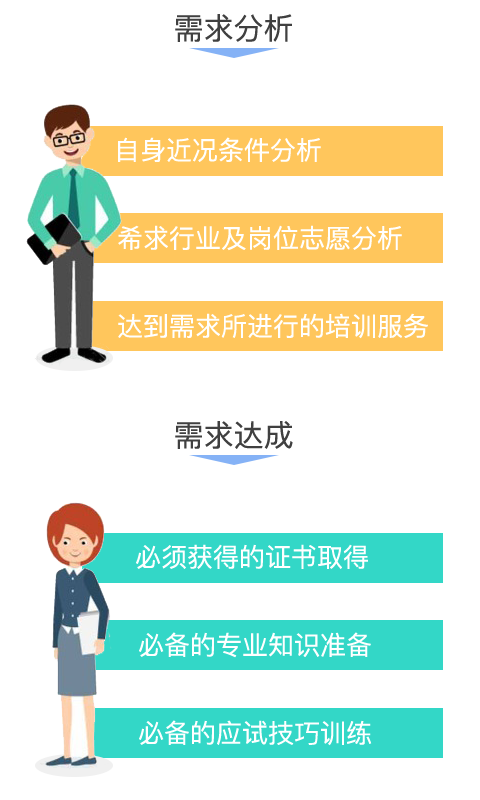 需求分析
自身近况条件分析
希求行业及岗位志愿分析
达到需求所进行的培训服务
需求达成
必须获得的证书取得
必备的专业知识准备
必备的应试技巧训练